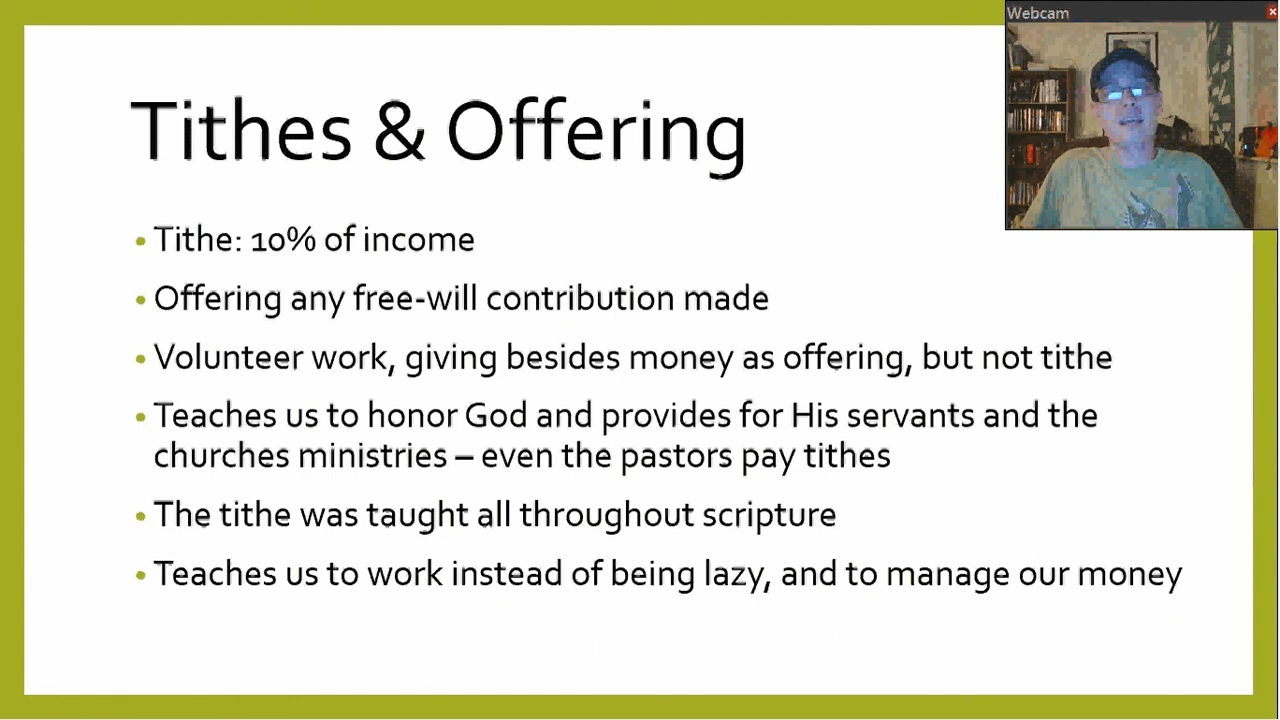 Webcam
Tithes & Offering
• Tithe: 10% of income
• Offering any free-will contribution made
• Volunteer work, giving besides money as offering, but not tithe
• Teaches us to honor God and provides for His servants and the
churches ministries – even the pastors pay tithes
• The tithe was taught all throughout scripture
• Teaches us to work instead of being lazy, and to manage our money